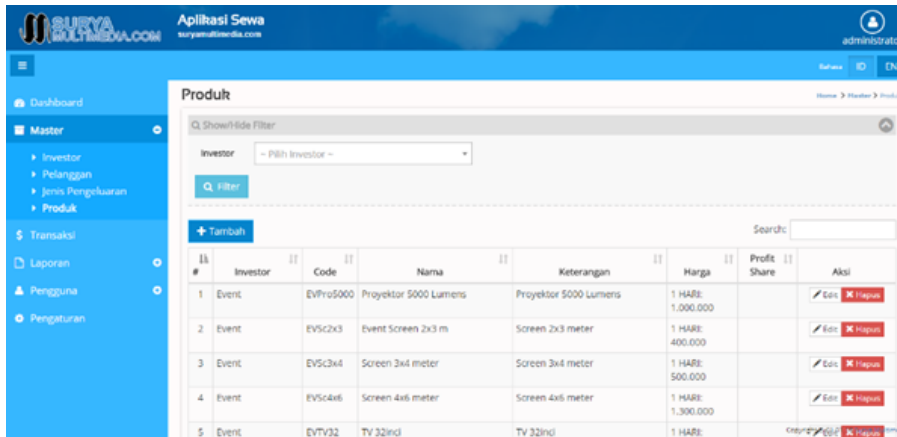 SURYA
MULTIMEDIA.COM
Aplikasi Sewa
suryamultimedia.com
administrato
Bahasa ID EN
Dashboard
Master
Investor
Pelanggan
Jenis Pengeluaran
Produk
Transaksi
Laporan
Pengguna
Pengaturan
Produk
Home > Master > Produ
Show/Hide Filter
Investor
~ Pilih Investor ~
Filter
Tambah
Search:
# Investor Code Nama Keterangan Harga Profit Share Aksi
1 Event EVPro5000 Proyektor 5000 Lumens Proyektor 5000 Lumens 1 HARI: 1.000.000 Edit Hapus
2 Event EVSc2x3 Event Screen 2x3 m Screen 2x3 meter 1 HARI: 400.000 Edit Hapus
3 Event EVSc3x4 Screen 3x4 meter Screen 3x4 meter 1 HARI: 500.000 Edit Hapus
4 Event EVSc4x6 Screen 4x6 meter Screen 4x6 meter 1 HARI: 1.300.000 Edit Hapus
5 Event EVTV32 TV 32inci TV 32inci 1 HARI: Edit Hapus